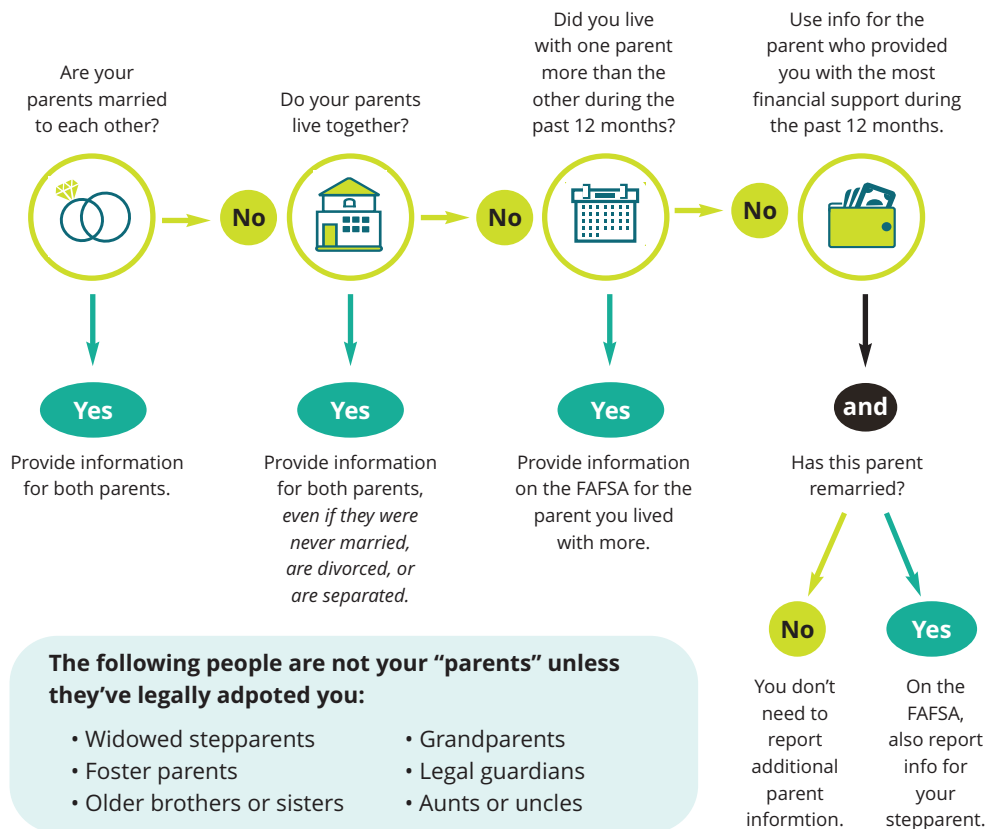 Are your
parents married
to each other?
No
Do your parents
live together?
No
Did you live
with one parent
more than the
other during the
past 12 months?
No
Use info for the
parent who provided
you with the most
financial support during
the past 12 months.
Yes
Provide information
for both parents.
Yes
Provide information
for both parents,
even if they were
never married,
are divorced, or
are separated.
Yes
Provide information
on the FAFSA for the
parent you lived
with more.
and
Has this parent
remarried?
No
You don’t
need to
report
additional
parent
informtion.
Yes
On the
FAFSA,
also report
info for
your
stepparent.
The following people are not your “parents” unless
they’ve legally adpoted you:
• Widowed stepparents
• Foster parents
• Older brothers or sisters
• Grandparents
• Legal guardians
• Aunts or uncles